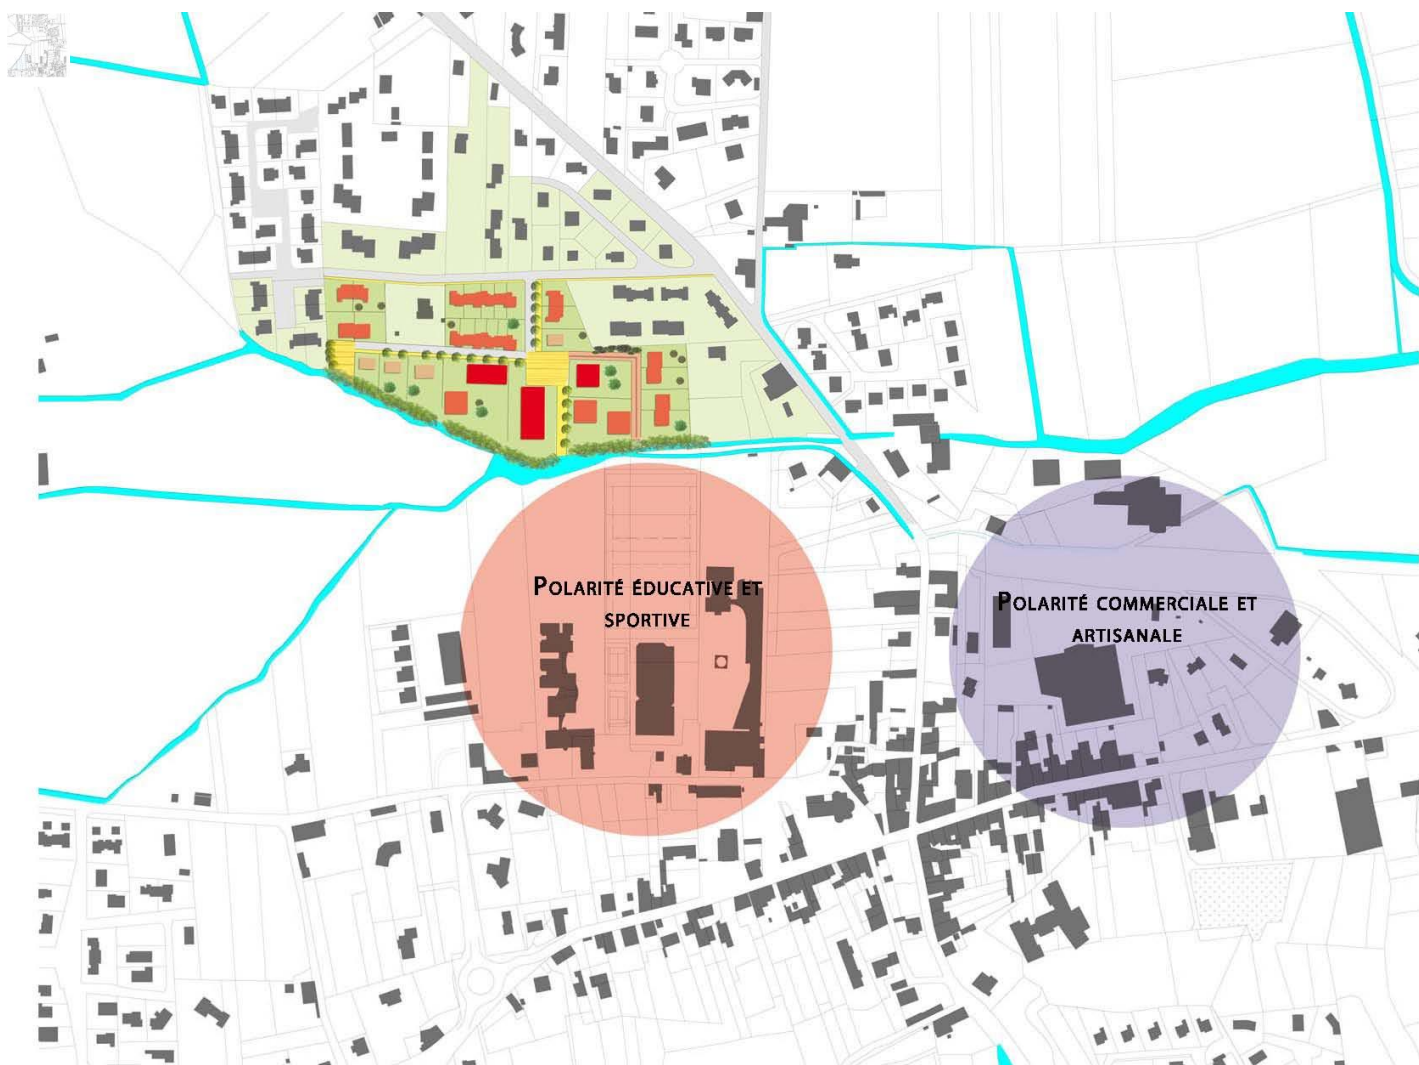 POLARITÉ ÉDUCATIVE ET
SPORTIVE
POLARITÉ COMMERCIALE ET
ARTISANALE